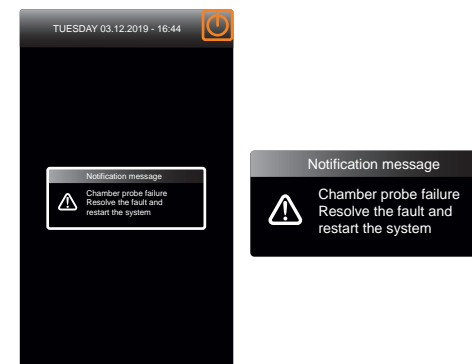 TUESDAY 03.12.2019 - 16:44
Notification message
Chamber probe failure
Resolve the fault and
restart the system
Notification message
Chamber probe failure
Resolve the fault and
restart the system